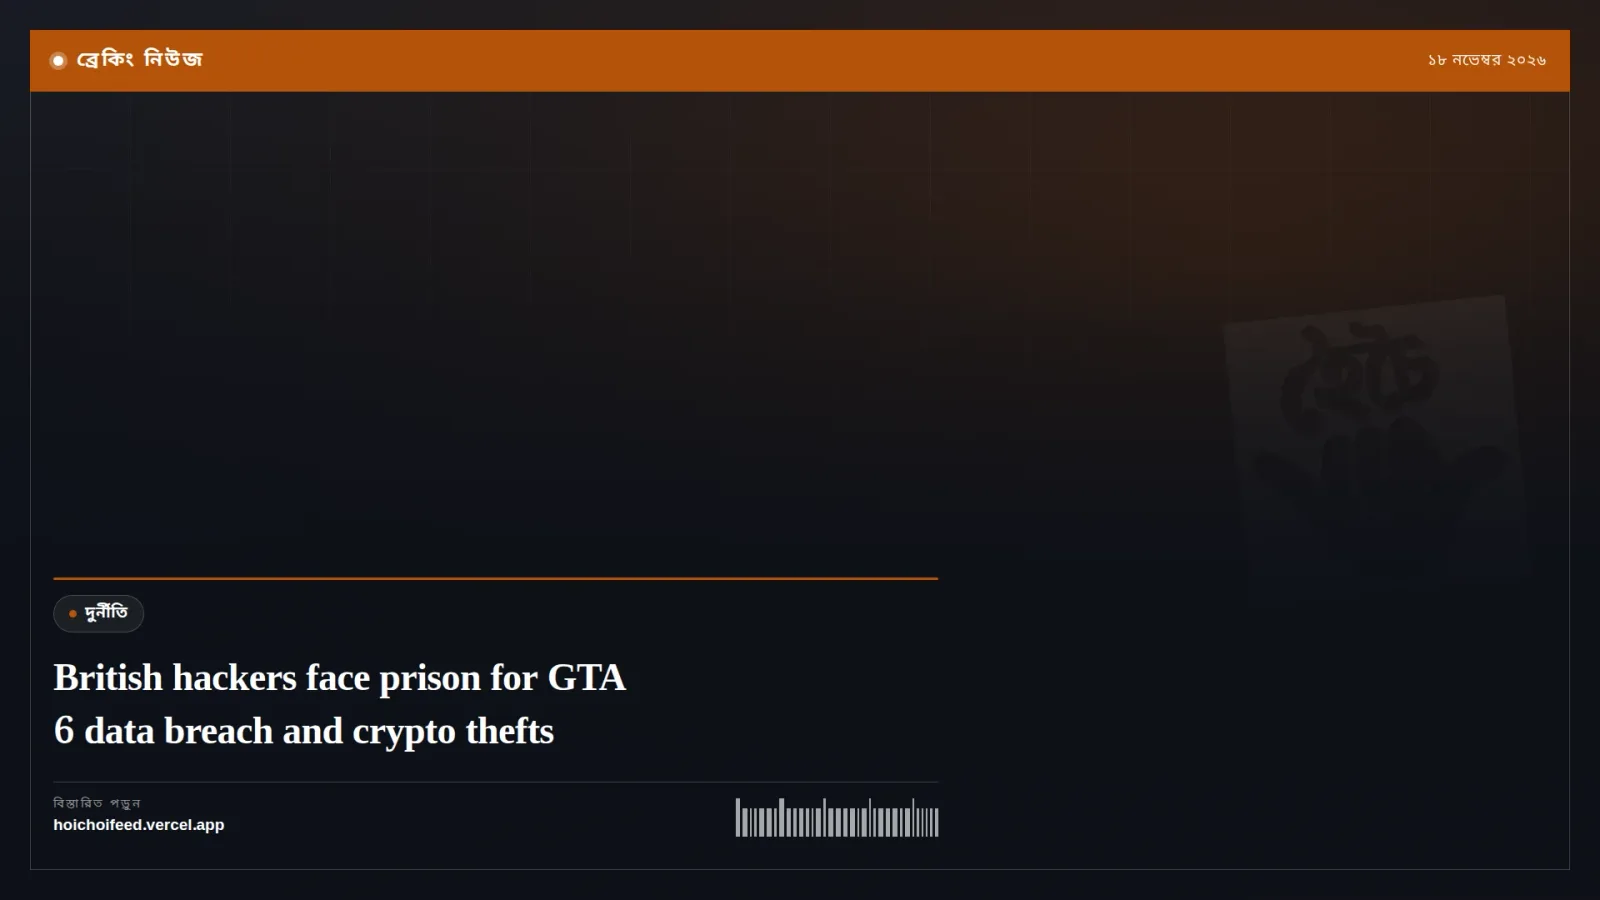 ব্রেকিং নিউজ
১৮ নভেম্বর ২০২৬
হৈচৈ
দুর্নীতি
British hackers face prison for GTA
6 data breach and crypto thefts
বিস্তারিত পড়ুন
hoichoifeed.vercel.app